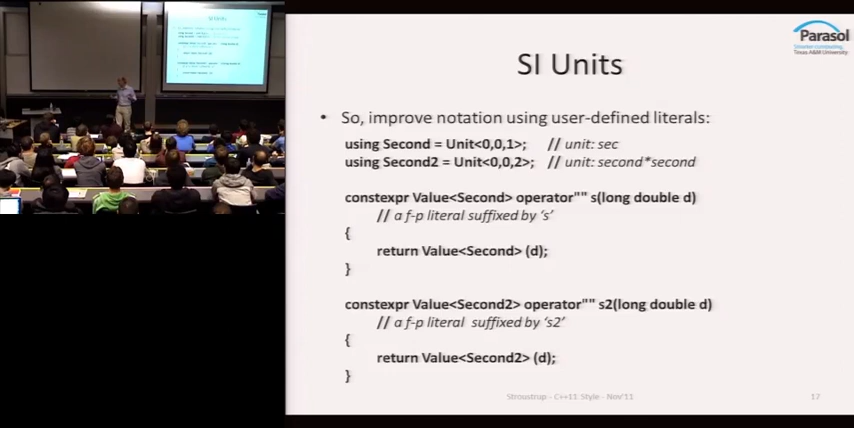 Parasol
Smarter computing.
Texas A&M University
SI Units
• So, improve notation using user-defined literals:
using Second = Unit<0,0,1>; // unit: sec
using Second2 = Unit<0,0,2>; // unit: second*second
constexpr Value<Second> operator"" s(long double d)
// a f-p literal suffixed by ‘s’
{
return Value<Second> (d);
}
constexpr Value<Second2> operator"" s2(long double d)
// a f-p literal suffixed by ‘s2’
{
return Value<Second2> (d);
}
Stroustrup - C++11 Style - Nov'11
17